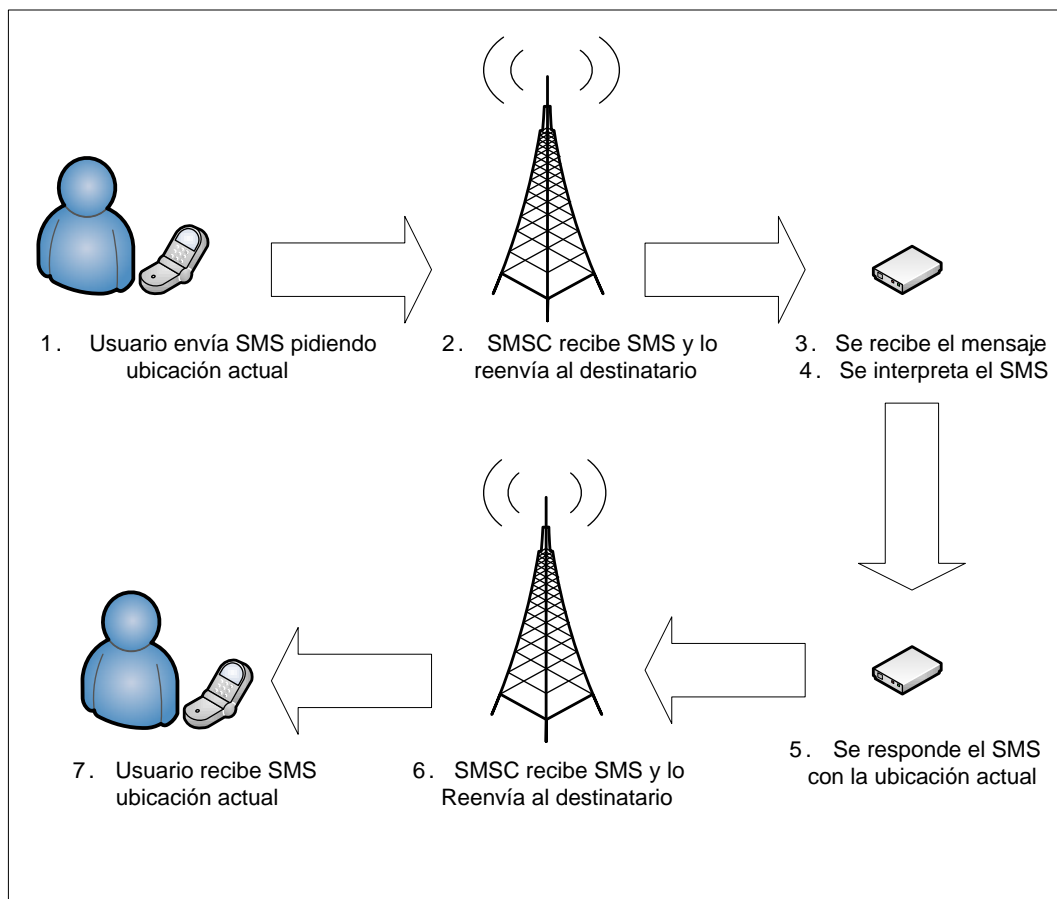 1. Usuario envía SMS pidiendo
ubicación actual
2. SMSC recibe SMS y lo
reenvía al destinatario
3. Se recibe el mensaje
4. Se interpreta el SMS
5. Se responde el SMS
con la ubicación actual
6. SMSC recibe SMS y lo
Reenvía al destinatario
7. Usuario recibe SMS
ubicación actual